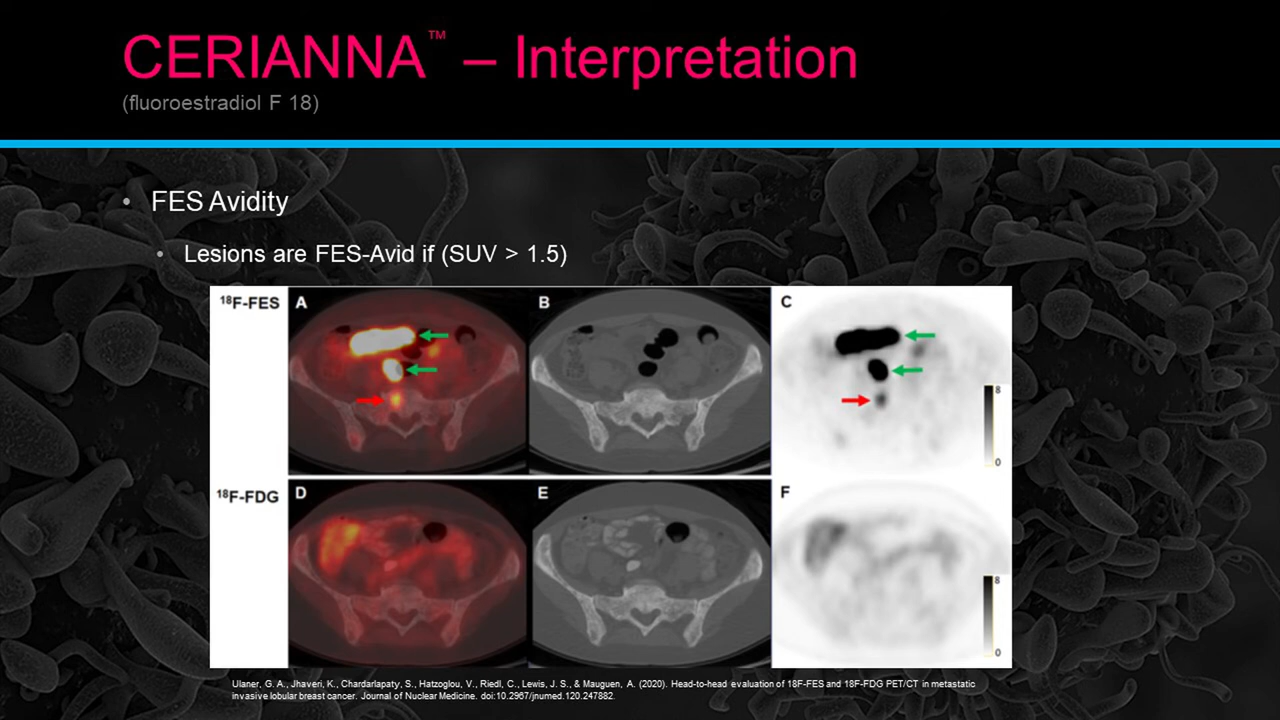 CERIANNA™ – Interpretation
(fluoroestradiol F 18)
• FES Avidity
• Lesions are FES-Avid if (SUV > 1.5)
18F-FES
A
B
C
8
0
18F-FDG
D
E
F
8
0
Ulaner, G. A., Jhaveri, K., Chardarlapaty, S., Hatzoglou, V., Riedl, C., Lewis, J. S., & Mauguen, A. (2020). Head-to-head evaluation of 18F-FES and 18F-FDG PET/CT in metastatic
invasive lobular breast cancer. Journal of Nuclear Medicine. doi:10.2967/jnumed.120.247882.